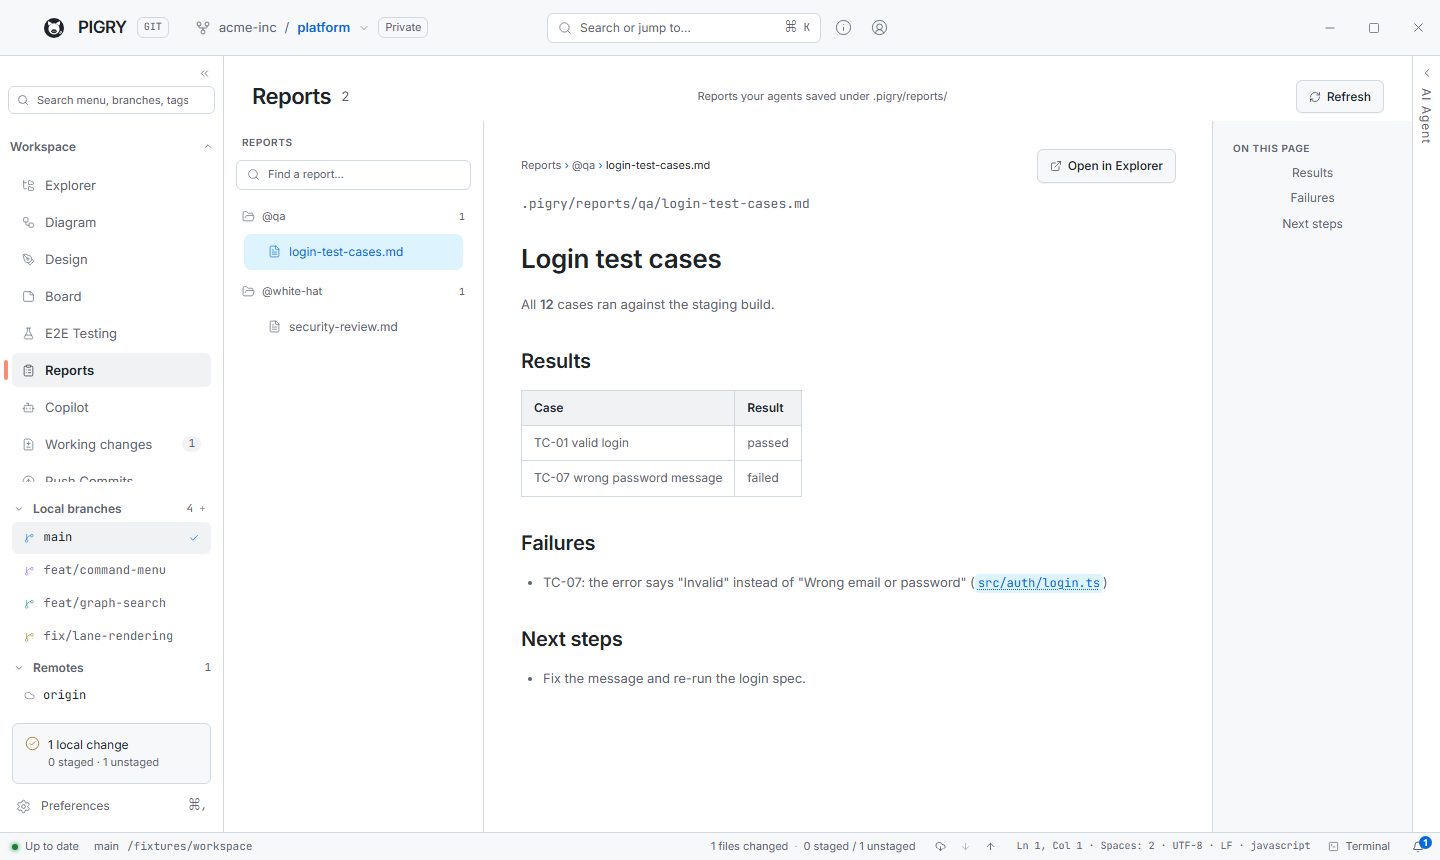 PIGRY GIT acme-inc / platform Private Search or jump to... ⌘ K
Search menu, branches, tags
Workspace
Explorer
Diagram
Design
Board
E2E Testing
Reports
Copilot
Working changes 1
Push Commits
Local branches 4 +
main
feat/command-menu
feat/graph-search
fix/lane-rendering
Remotes 1
origin
1 local change
0 staged · 1 unstaged
Preferences ⌘,
Reports 2
Reports your agents saved under .pigry/reports/
Refresh
REPORTS
Find a report...
@qa 1
login-test-cases.md
@white-hat 1
security-review.md
Reports › @qa › login-test-cases.md
Open in Explorer
.pigry/reports/qa/login-test-cases.md
Login test cases
All 12 cases ran against the staging build.
Results
Case Result
TC-01 valid login passed
TC-07 wrong password message failed
Failures
• TC-07: the error says "Invalid" instead of "Wrong email or password" (src/auth/login.ts)
Next steps
• Fix the message and re-run the login spec.
ON THIS PAGE
Results
Failures
Next steps
AI Agent
Up to date main /fixtures/workspace 1 files changed · 0 staged / 1 unstaged Ln 1, Col 1 · Spaces: 2 · UTF-8 · LF · javascript Terminal 1